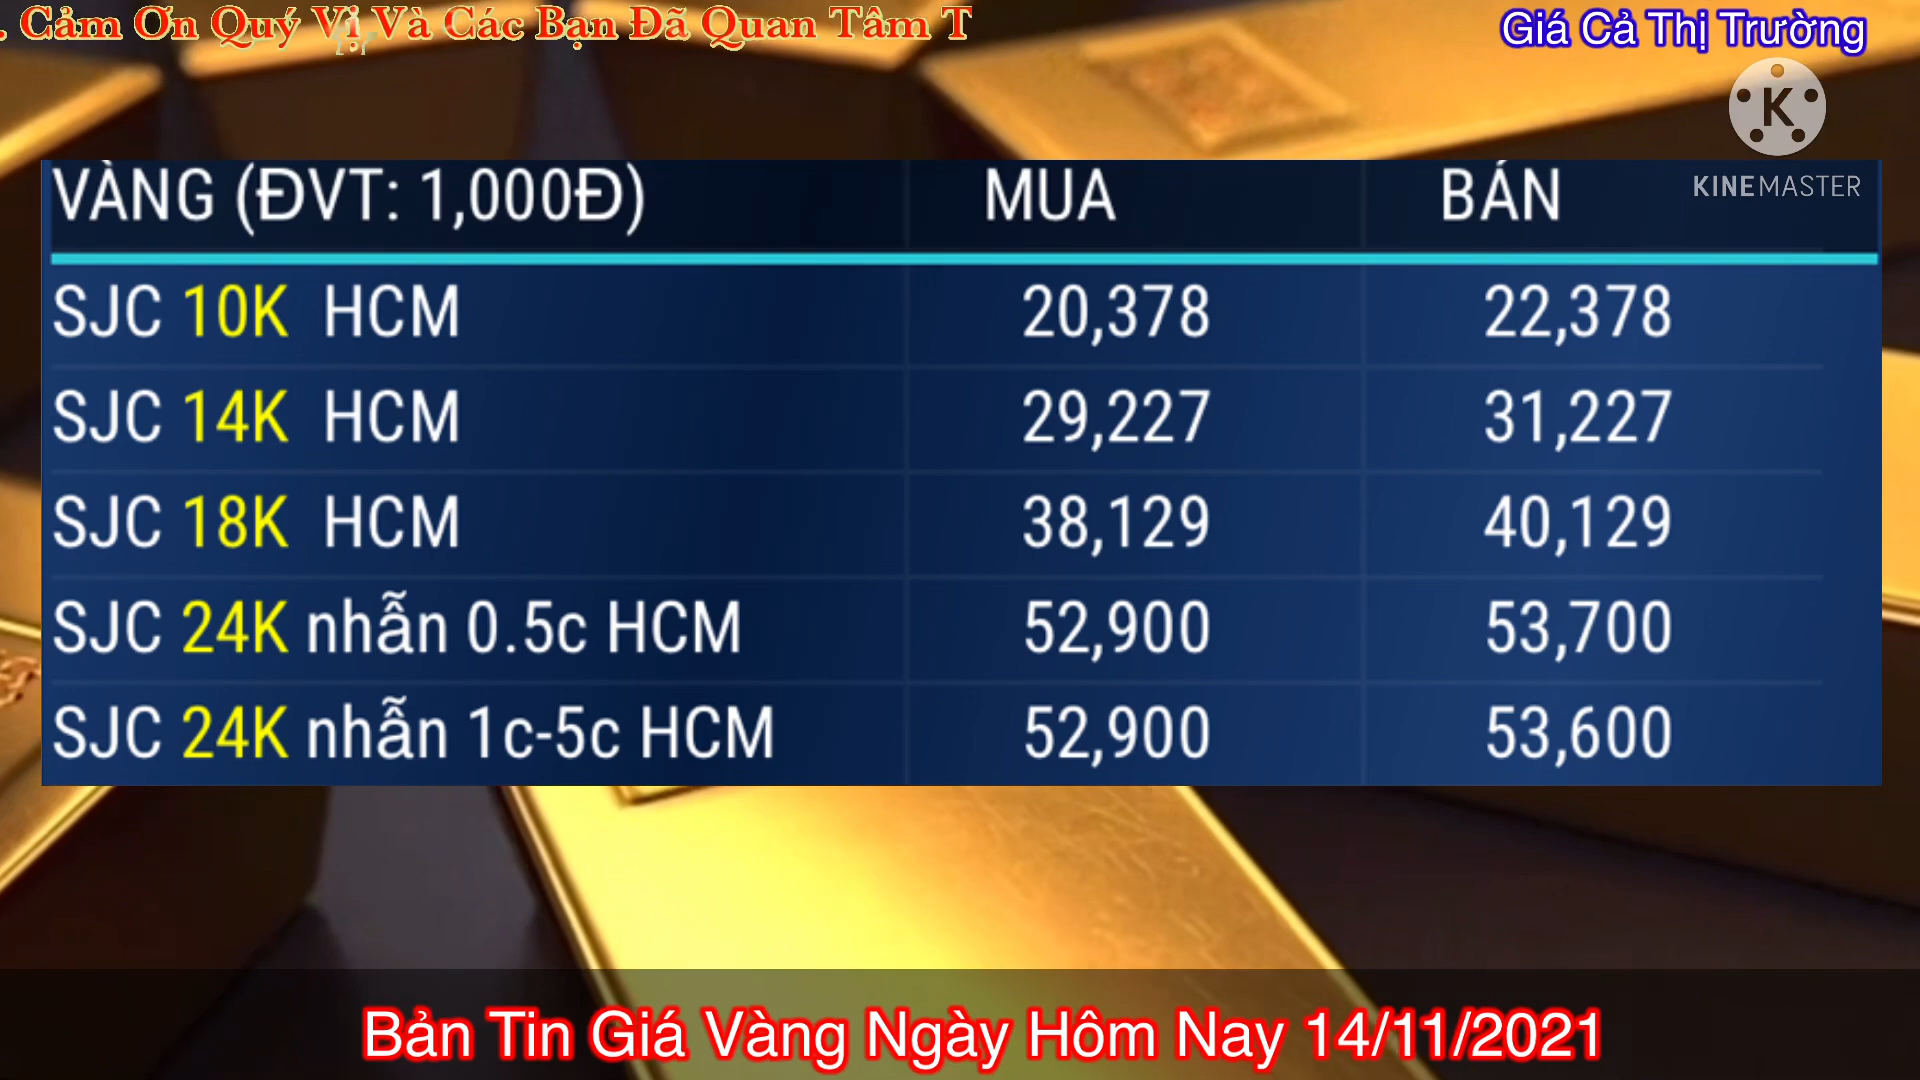 . Cảm Ơn Quý Vị Và Các Bạn Đã Quan Tâm T
Giá Cả Thị Trường
K
KINEMASTER
VÀNG (ĐVT: 1,000Đ) MUA BÁN
SJC 10K HCM 20,378 22,378
SJC 14K HCM 29,227 31,227
SJC 18K HCM 38,129 40,129
SJC 24K nhẫn 0.5c HCM 52,900 53,700
SJC 24K nhẫn 1c-5c HCM 52,900 53,600
Bản Tin Giá Vàng Ngày Hôm Nay 14/11/2021